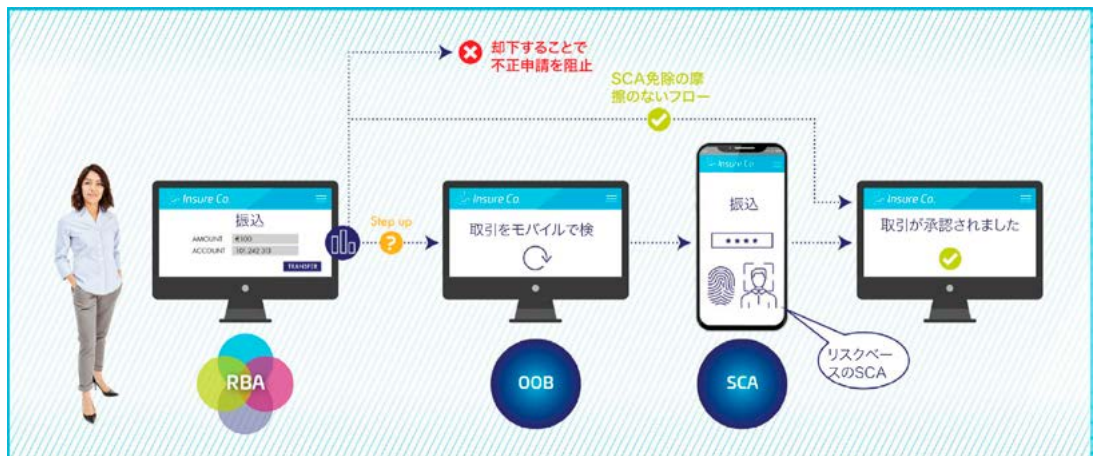 却下することで
不正申請を阻止
SCA免除の摩
擦のないフロー
Insure Co.
振込
AMOUNT €500
ACCOUNT 101.242.313
TRANSFER
Step up
?
Insure Co.
取引をモバイルで検
Insure Co.
振込
****
Insure Co.
取引が承認されました
リスクベー
スのSCA
RBA
OOB
SCA